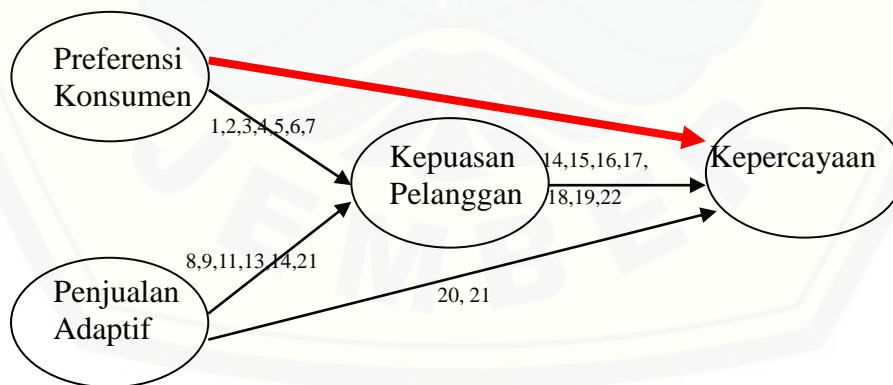 Preferensi
Konsumen
1,2,3,4,5,6,7
Kepuasan
Pelanggan
14,15,16,17,
18,19,22
Kepercayaan
8,9,11,13,14,21
20, 21
Penjualan
Adaptif
JEMBER